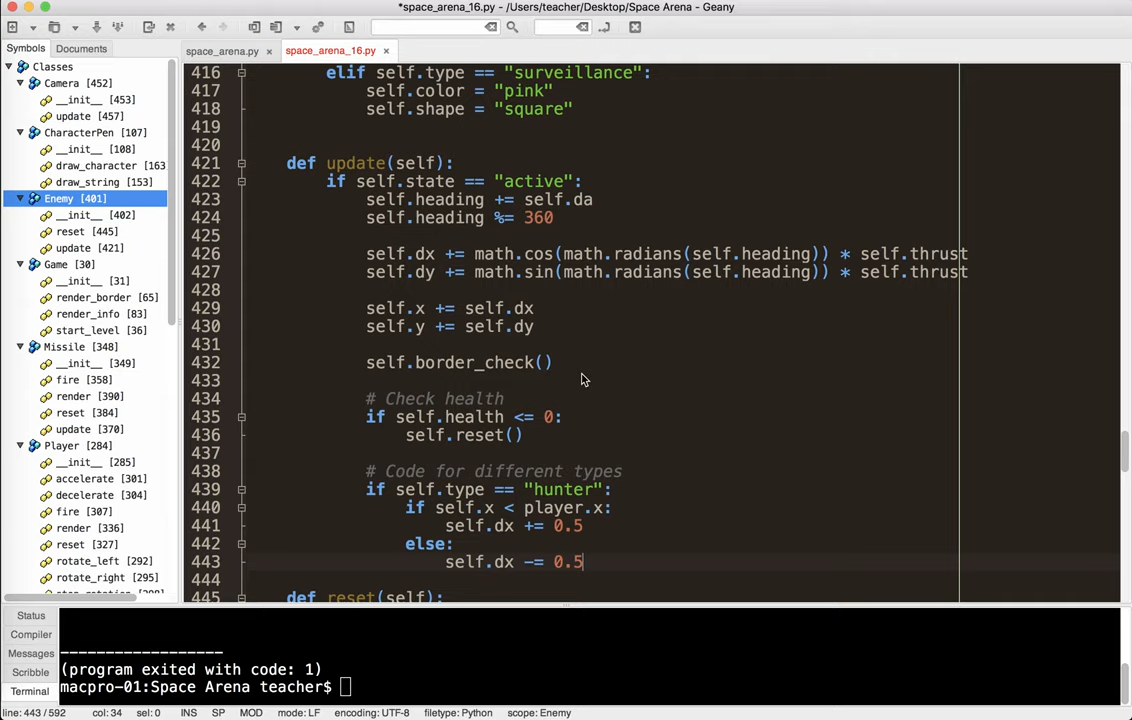 *space_arena_16.py - /Users/teacher/Desktop/Space Arena - Geany
Symbols Documents
space_arena.py × space_arena_16.py ×
Classes
Camera [452]
__init__ [453]
update [457]
CharacterPen [107]
__init__ [108]
draw_character [163
draw_string [153]
Enemy [401]
__init__ [402]
reset [445]
update [421]
Game [30]
__init__ [31]
render_border [65]
render_info [83]
start_level [36]
Missile [348]
__init__ [349]
fire [358]
render [390]
reset [384]
update [370]
Player [284]
__init__ [285]
accelerate [301]
decelerate [304]
fire [307]
render [336]
reset [327]
rotate_left [292]
rotate_right [295]
416 elif self.type == "surveillance":
417 self.color = "pink"
418 self.shape = "square"
419
420
421 def update(self):
422 if self.state == "active":
423 self.heading += self.da
424 self.heading %= 360
425
426 self.dx += math.cos(math.radians(self.heading)) * self.thrust
427 self.dy += math.sin(math.radians(self.heading)) * self.thrust
428
429 self.x += self.dx
430 self.y += self.dy
431
432 self.border_check()
433
434 # Check health
435 if self.health <= 0:
436 self.reset()
437
438 # Code for different types
439 if self.type == "hunter":
440 if self.x < player.x:
441 self.dx += 0.5
442 else:
443 self.dx -= 0.5
444
445 def reset(self):
Status
Compiler
Messages
Scribble
Terminal
------------------
(program exited with code: 1)
macpro-01:Space Arena teacher$
line: 443 / 592 col: 34 sel: 0 INS SP MOD mode: LF encoding: UTF-8 filetype: Python scope: Enemy